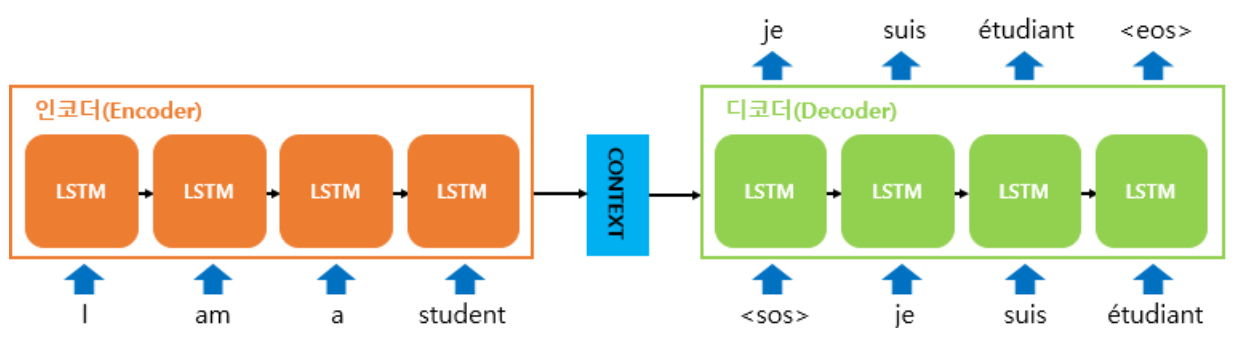 je suis étudiant <eos>
인코더(Encoder)
디코더(Decoder)
LSTM LSTM LSTM LSTM
CONTEXT
LSTM LSTM LSTM LSTM
I am a student
<sos> je suis étudiant